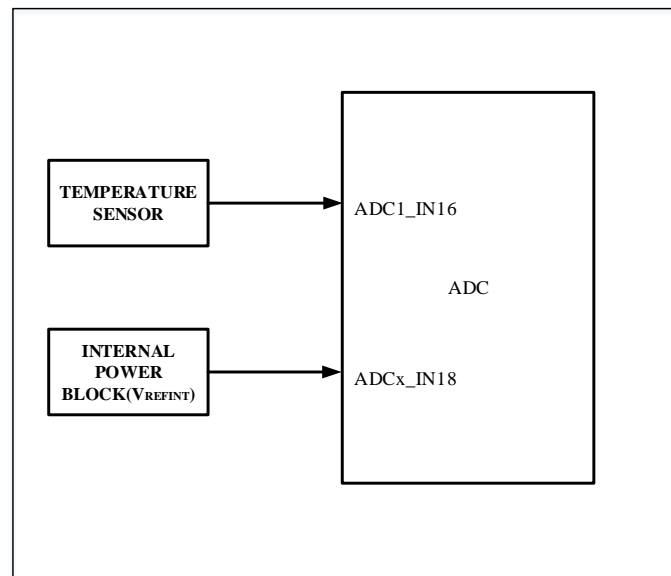 TEMPERATURE
SENSOR
ADC1_IN16
ADC
INTERNAL
POWER
BLOCK(VREFINT)
ADCx_IN18